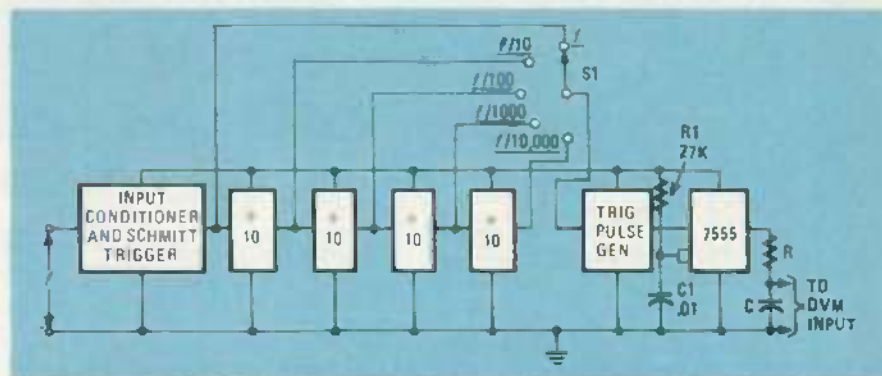 f
f/10
S1
f/100
f/1000
f/10,000
R1
27K
INPUT
CONDITIONER
AND SCHMITT
TRIGGER
10
10
10
10
TRIG
PULSE
GEN
7555
R
C1
.01
C
TO
DVM
INPUT